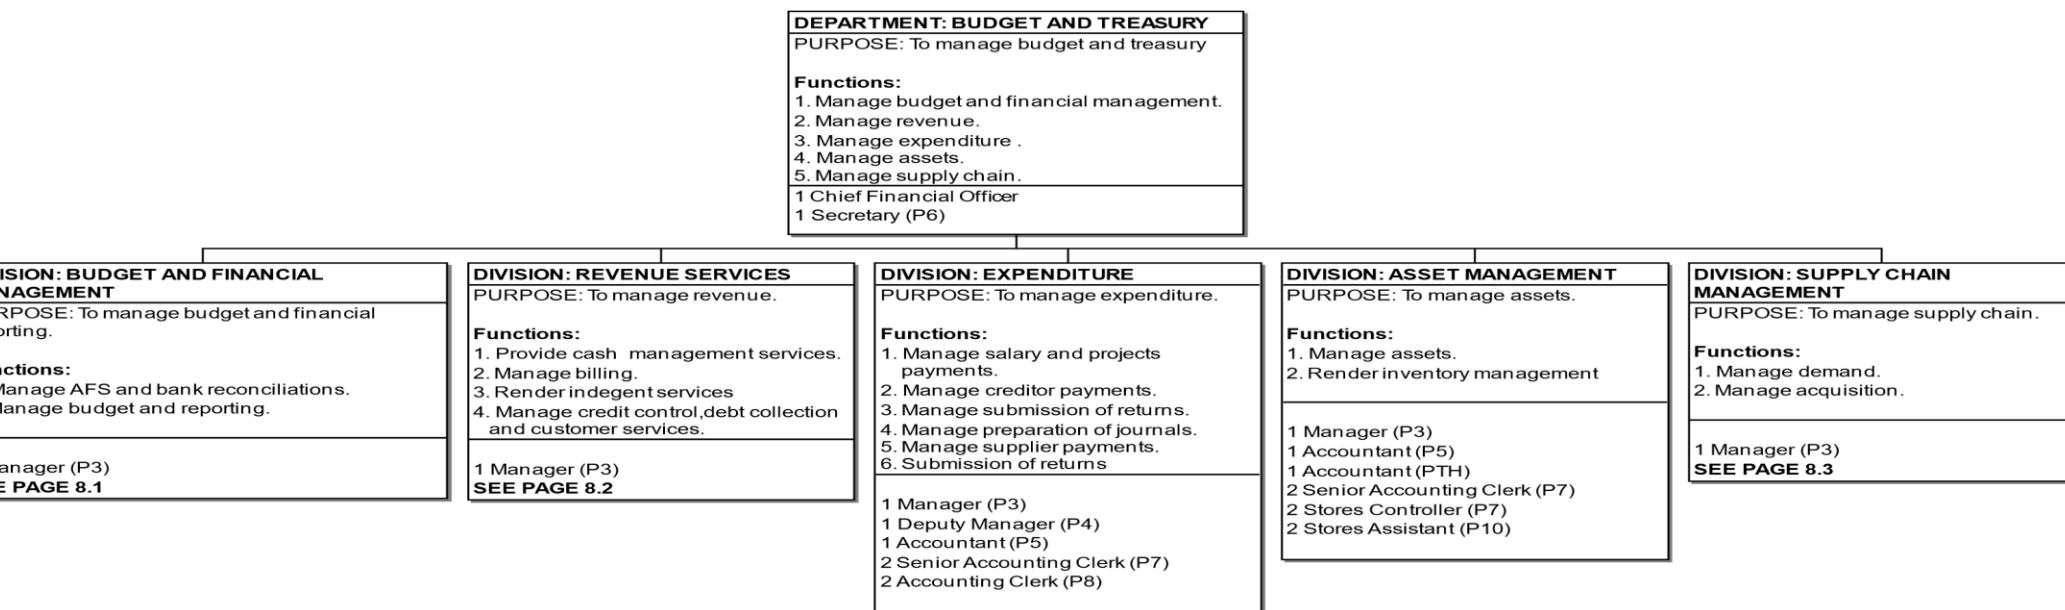 DEPARTMENT: BUDGET AND TREASURY
PURPOSE: To manage budget and treasury
Functions:
1. Manage budget and financial management.
2. Manage revenue.
3. Manage expenditure .
4. Manage assets.
5. Manage supply chain.
1 Chief Financial Officer
1 Secretary (P6)
ISION: BUDGET AND FINANCIAL
NAGEMENT
RPOSE: To manage budget and financial
orting.
ctions:
Manage AFS and bank reconciliations.
anage budget and reporting.
anager (P3)
E PAGE 8.1
DIVISION: REVENUE SERVICES
PURPOSE: To manage revenue.
Functions:
1. Provide cash management services.
2. Manage billing.
3. Render indegent services
4. Manage credit control,debt collection
and customer services.
1 Manager (P3)
SEE PAGE 8.2
DIVISION: EXPENDITURE
PURPOSE: To manage expenditure.
Functions:
1. Manage salary and projects
payments.
2. Manage creditor payments.
3. Manage submission of returns.
4. Manage preparation of journals.
5. Manage supplier payments.
6. Submission of returns
1 Manager (P3)
1 Deputy Manager (P4)
1 Accountant (P5)
2 Senior Accounting Clerk (P7)
2 Accounting Clerk (P8)
DIVISION: ASSET MANAGEMENT
PURPOSE: To manage assets.
Functions:
1. Manage assets.
2. Render inventory management
1 Manager (P3)
1 Accountant (P5)
1 Accountant (PTH)
2 Senior Accounting Clerk (P7)
2 Stores Controller (P7)
2 Stores Assistant (P10)
DIVISION: SUPPLY CHAIN
MANAGEMENT
PURPOSE: To manage supply chain.
Functions:
1. Manage demand.
2. Manage acquisition.
1 Manager (P3)
SEE PAGE 8.3